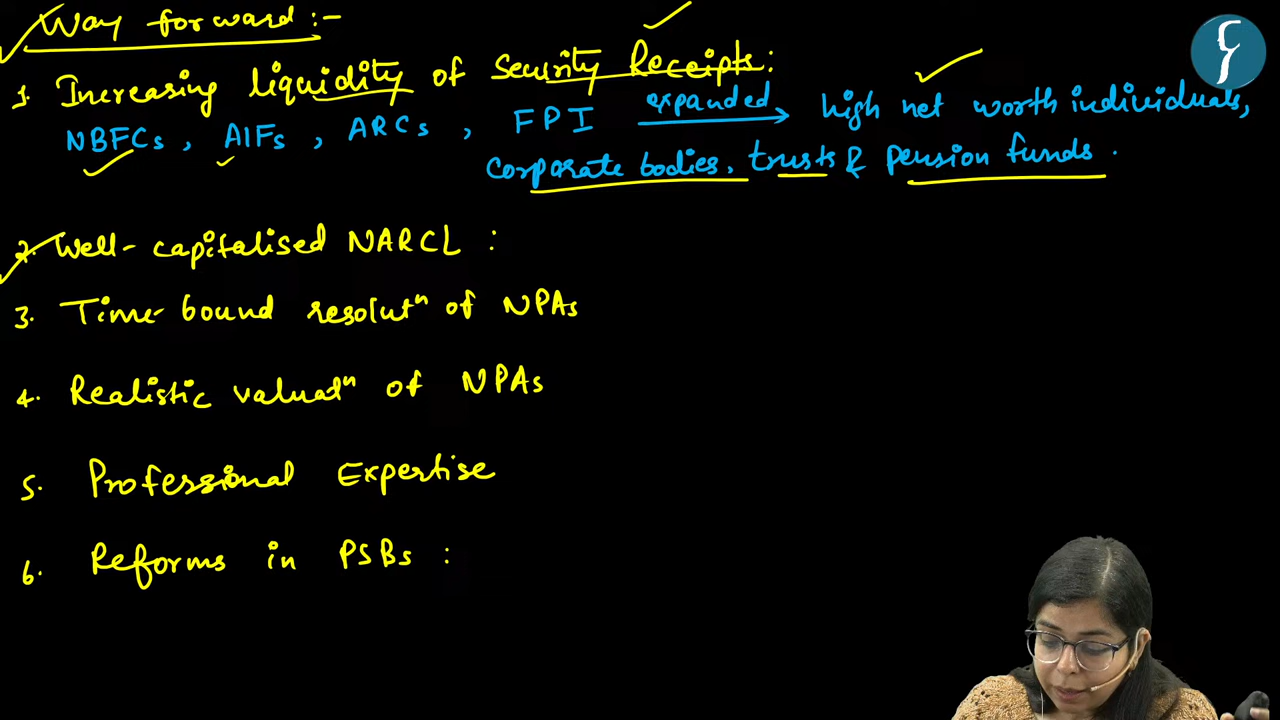 Way forward :-
1. Increasing liquidity of Security Receipts :
NBFCs, AIFs, ARCs, FPI expanded → high net worth individuals,
corporate bodies, trusts & pension funds.
2. Well-capitalised NARCL :
3. Time-bound resolutⁿ of NPAs
4. Realistic valuatⁿ of NPAs
5. Professional Expertise
6. Reforms in PSBs :